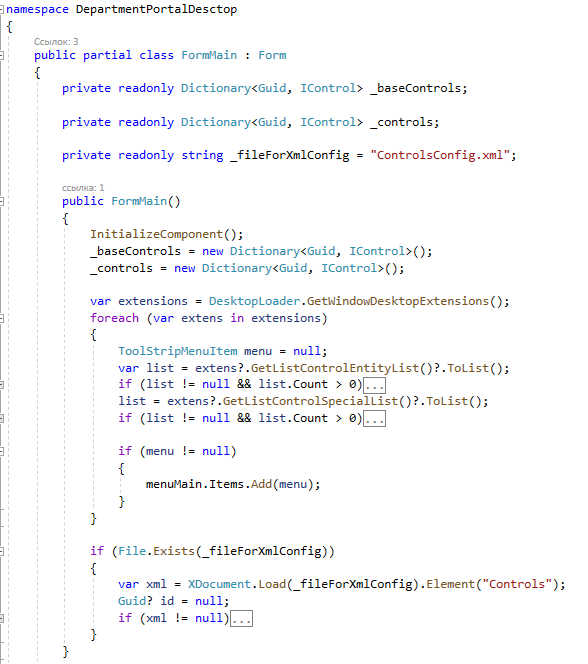 namespace DepartmentPortalDesctop
{
Ссылок: 3
public partial class FormMain : Form
{
private readonly Dictionary<Guid, IControl> _baseControls;
private readonly Dictionary<Guid, IControl> _controls;
private readonly string _fileForXmlConfig = "ControlsConfig.xml";
ссылка: 1
public FormMain()
{
InitializeComponent();
_baseControls = new Dictionary<Guid, IControl>();
_controls = new Dictionary<Guid, IControl>();
var extensions = DesktopLoader.GetWindowDesktopExtensions();
foreach (var extens in extensions)
{
ToolStripMenuItem menu = null;
var list = extens?.GetListControlEntityList()?.ToList();
if (list != null && list.Count > 0)...
list = extens?.GetListControlSpecialList()?.ToList();
if (list != null && list.Count > 0)...
if (menu != null)
{
menuMain.Items.Add(menu);
}
}
if (File.Exists(_fileForXmlConfig))
{
var xml = XDocument.Load(_fileForXmlConfig).Element("Controls");
Guid? id = null;
if (xml != null)...
}
}